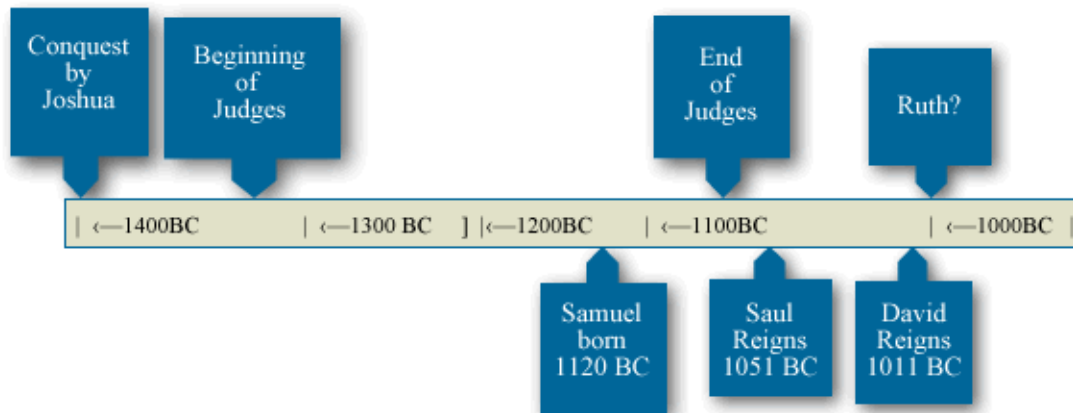 Conquest
by
Joshua
Beginning
of
Judges
End
of
Judges
Ruth?
| ‹—1400BC | ‹—1300 BC ] |‹—1200BC | ‹—1100BC | ‹—1000BC |
Samuel
born
1120 BC
Saul
Reigns
1051 BC
David
Reigns
1011 BC